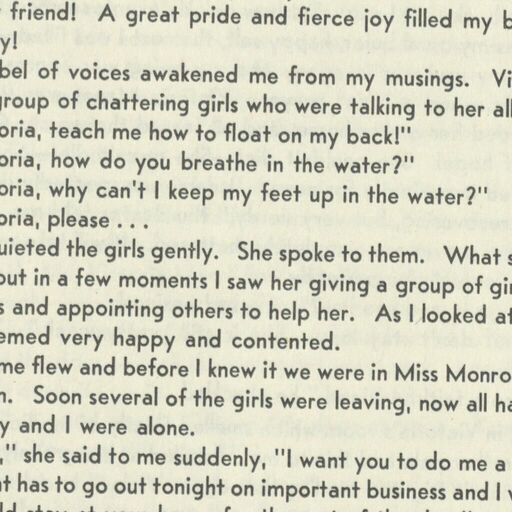 friend! A great pride and fierce joy filled my b
y!
bel of voices awakened me from my musings. Vi
group of chattering girls who were talking to her all
oria, teach me how to float on my back!"
oria, how do you breathe in the water?"
oria, why can't I keep my feet up in the water?"
oria, please . . .
uieted the girls gently. She spoke to them. What s
out in a few moments I saw her giving a group of gi
s and appointing others to help her. As I looked at
emed very happy and contented.
me flew and before I knew it we were in Miss Monro
n. Soon several of the girls were leaving, now all ha
y and I were alone.
," she said to me suddenly, "I want you to do me a
nt has to go out tonight on important business and I v